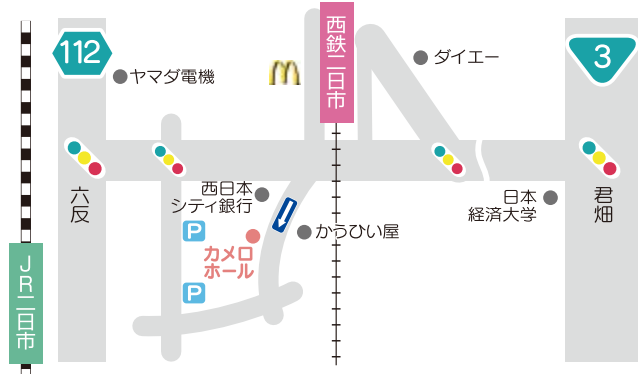 112
ヤマダ電機
西鉄二日市
ダイエー
3
六反
西日本
シティ銀行
日本
経済大学
君畑
P
かうひい屋
カメロ
ホール
P
JR二日市